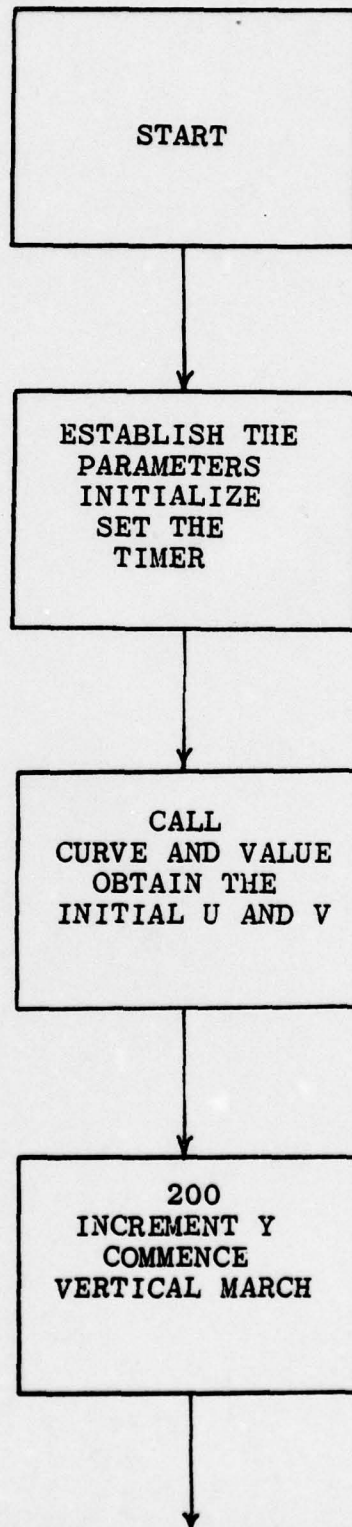 START
ESTABLISH THE
PARAMETERS
INITIALIZE
SET THE
TIMER
CALL
CURVE AND VALUE
OBTAIN THE
INITIAL U AND V
200
INCREMENT Y
COMMENCE
VERTICAL MARCH